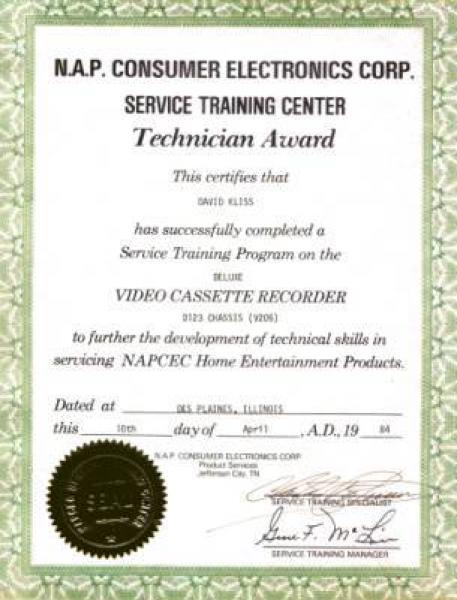 N.A.P. CONSUMER ELECTRONICS CORP.
SERVICE TRAINING CENTER
Technician Award
This certifies that
DAVID KLISS
has successfully completed a
Service Training Program on the
DELUXE
VIDEO CASSETTE RECORDER
D123 CHASSIS (V206)
to further the development of technical skills in
servicing NAPCEC Home Entertainment Products.
Dated at DES PLAINES, ILLINOIS
this 10th day of April , A.D., 19 84
N.A.P. CONSUMER ELECTRONICS CORP.
Product Services
Jefferson City, TN
SERVICE TRAINING SPECIALIST
SEAL
Gene F. McLin
SERVICE TRAINING MANAGER